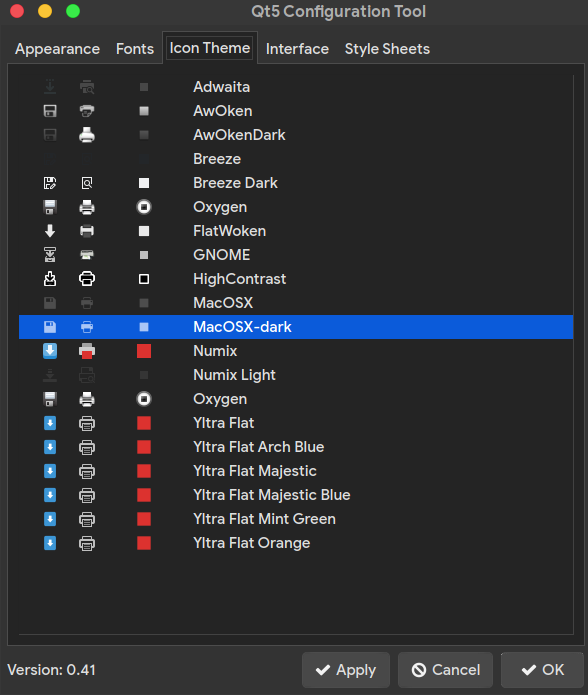 Qt5 Configuration Tool
Appearance Fonts Icon Theme Interface Style Sheets
Adwaita
AwOken
AwOkenDark
Breeze
Breeze Dark
Oxygen
FlatWoken
GNOME
HighContrast
MacOSX
MacOSX-dark
Numix
Numix Light
Oxygen
Yltra Flat
Yltra Flat Arch Blue
Yltra Flat Majestic
Yltra Flat Majestic Blue
Yltra Flat Mint Green
Yltra Flat Orange
Version: 0.41 Apply Cancel OK